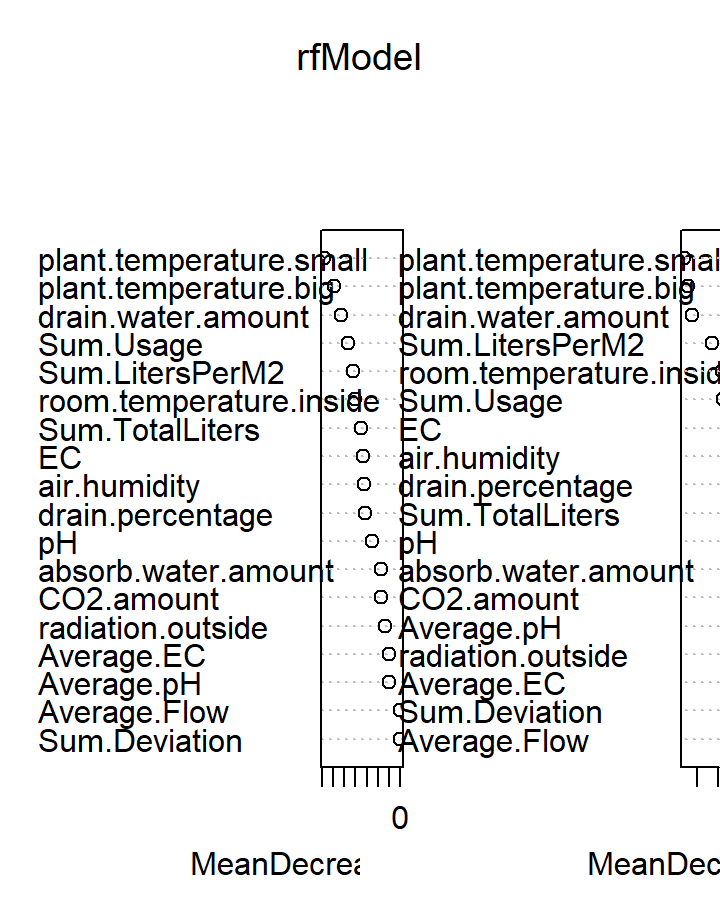 rfModel
plant.temperature.small
plant.temperature.big
drain.water.amount
Sum.Usage
Sum.LitersPerM2
room.temperature.inside
Sum.TotalLiters
EC
air.humidity
drain.percentage
pH
absorb.water.amount
CO2.amount
radiation.outside
Average.EC
Average.pH
Average.Flow
Sum.Deviation
0
MeanDecrea
plant.temperature.smal
plant.temperature.big
drain.water.amount
Sum.LitersPerM2
room.temperature.insid
Sum.Usage
EC
air.humidity
drain.percentage
Sum.TotalLiters
pH
absorb.water.amount
CO2.amount
Average.pH
radiation.outside
Average.EC
Sum.Deviation
Average.Flow
MeanDec